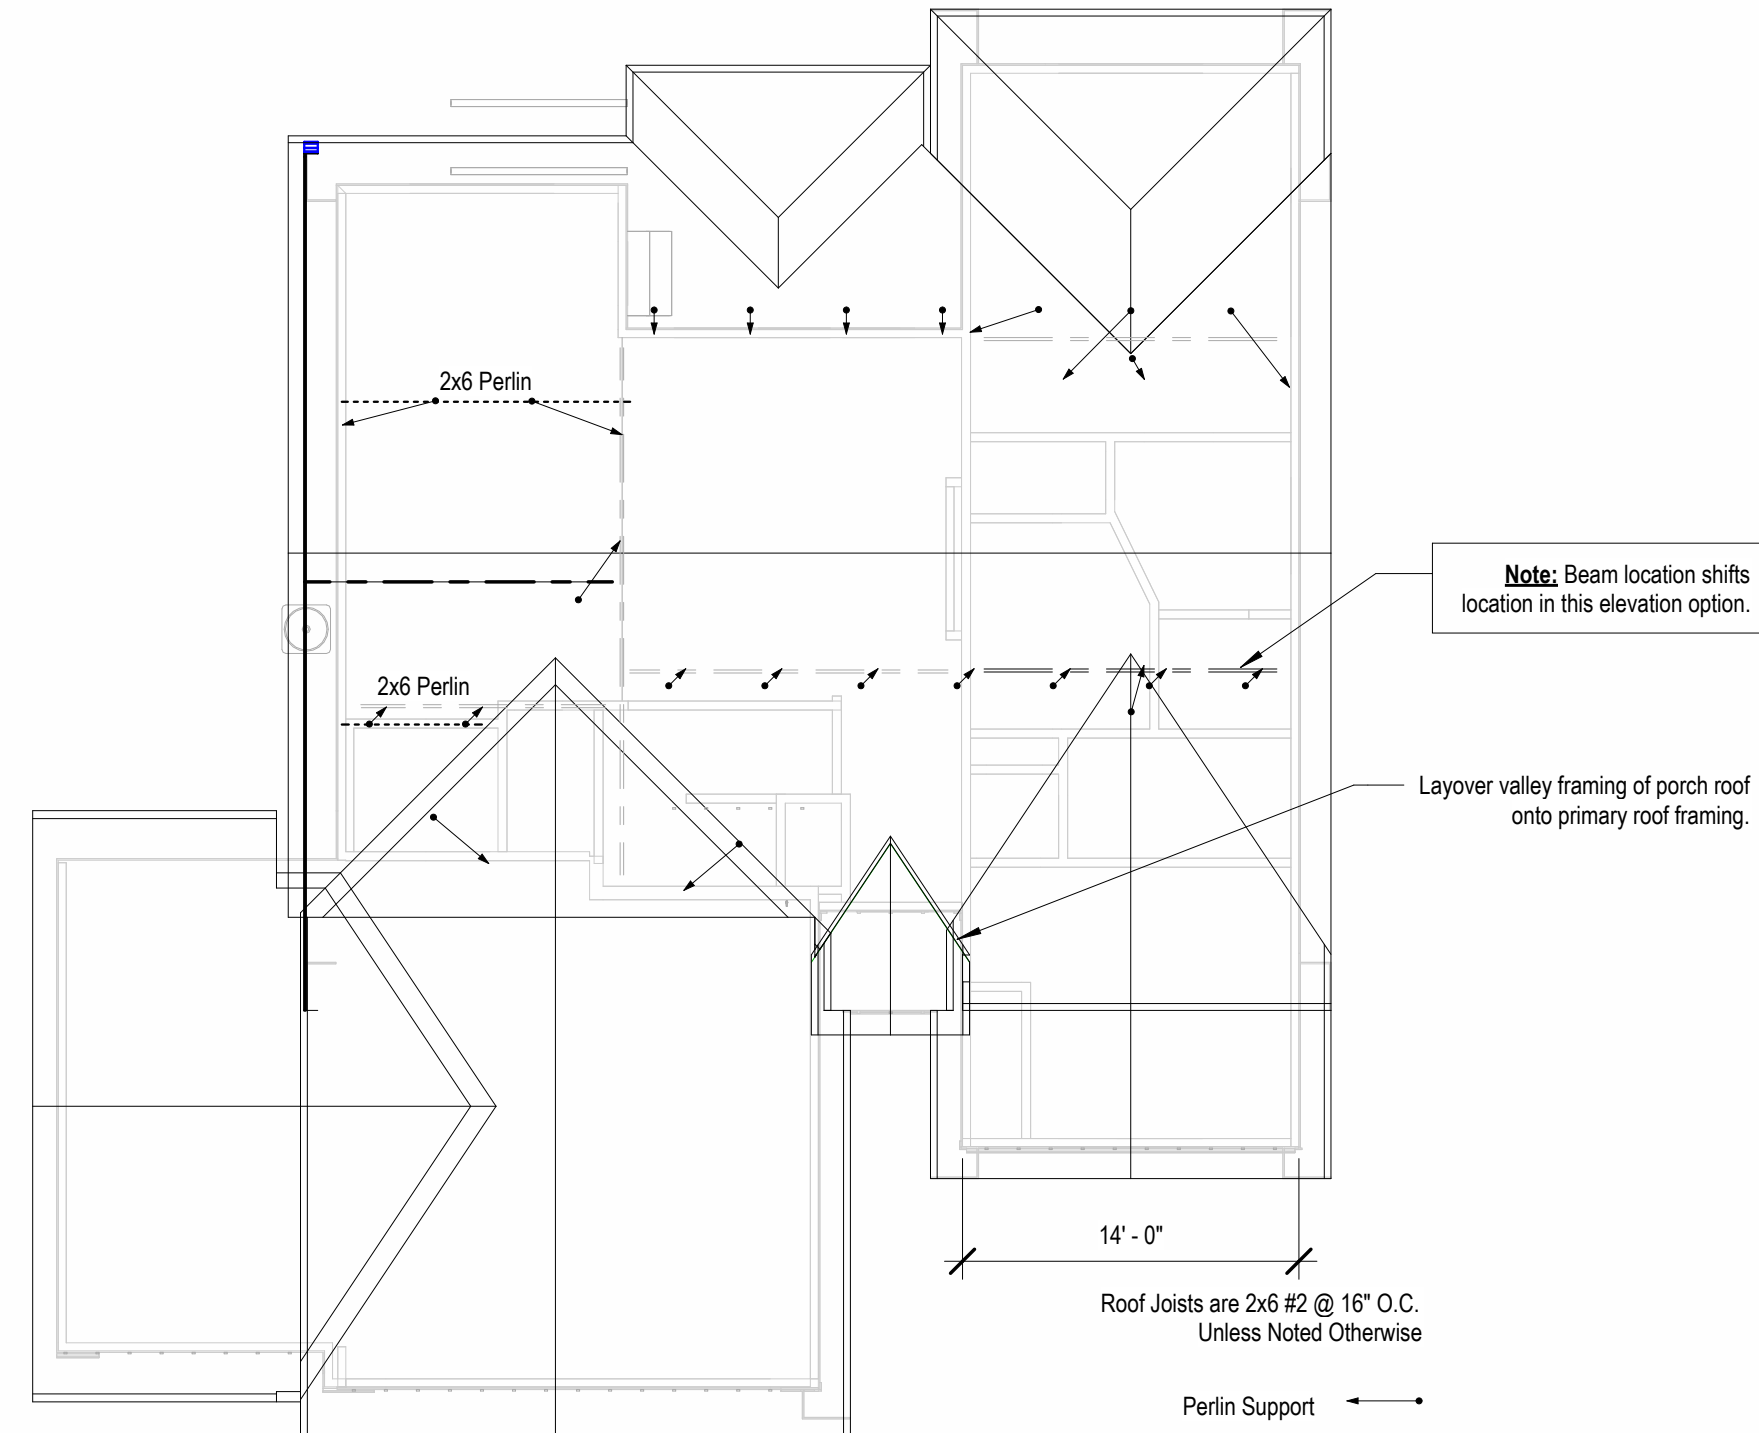 2x6 Perlin
Note: Beam location shifts
location in this elevation option.
2x6 Perlin
Layover valley framing of porch roof
onto primary roof framing.
14' - 0"
Roof Joists are 2x6 #2 @ 16" O.C.
Unless Noted Otherwise
Perlin Support